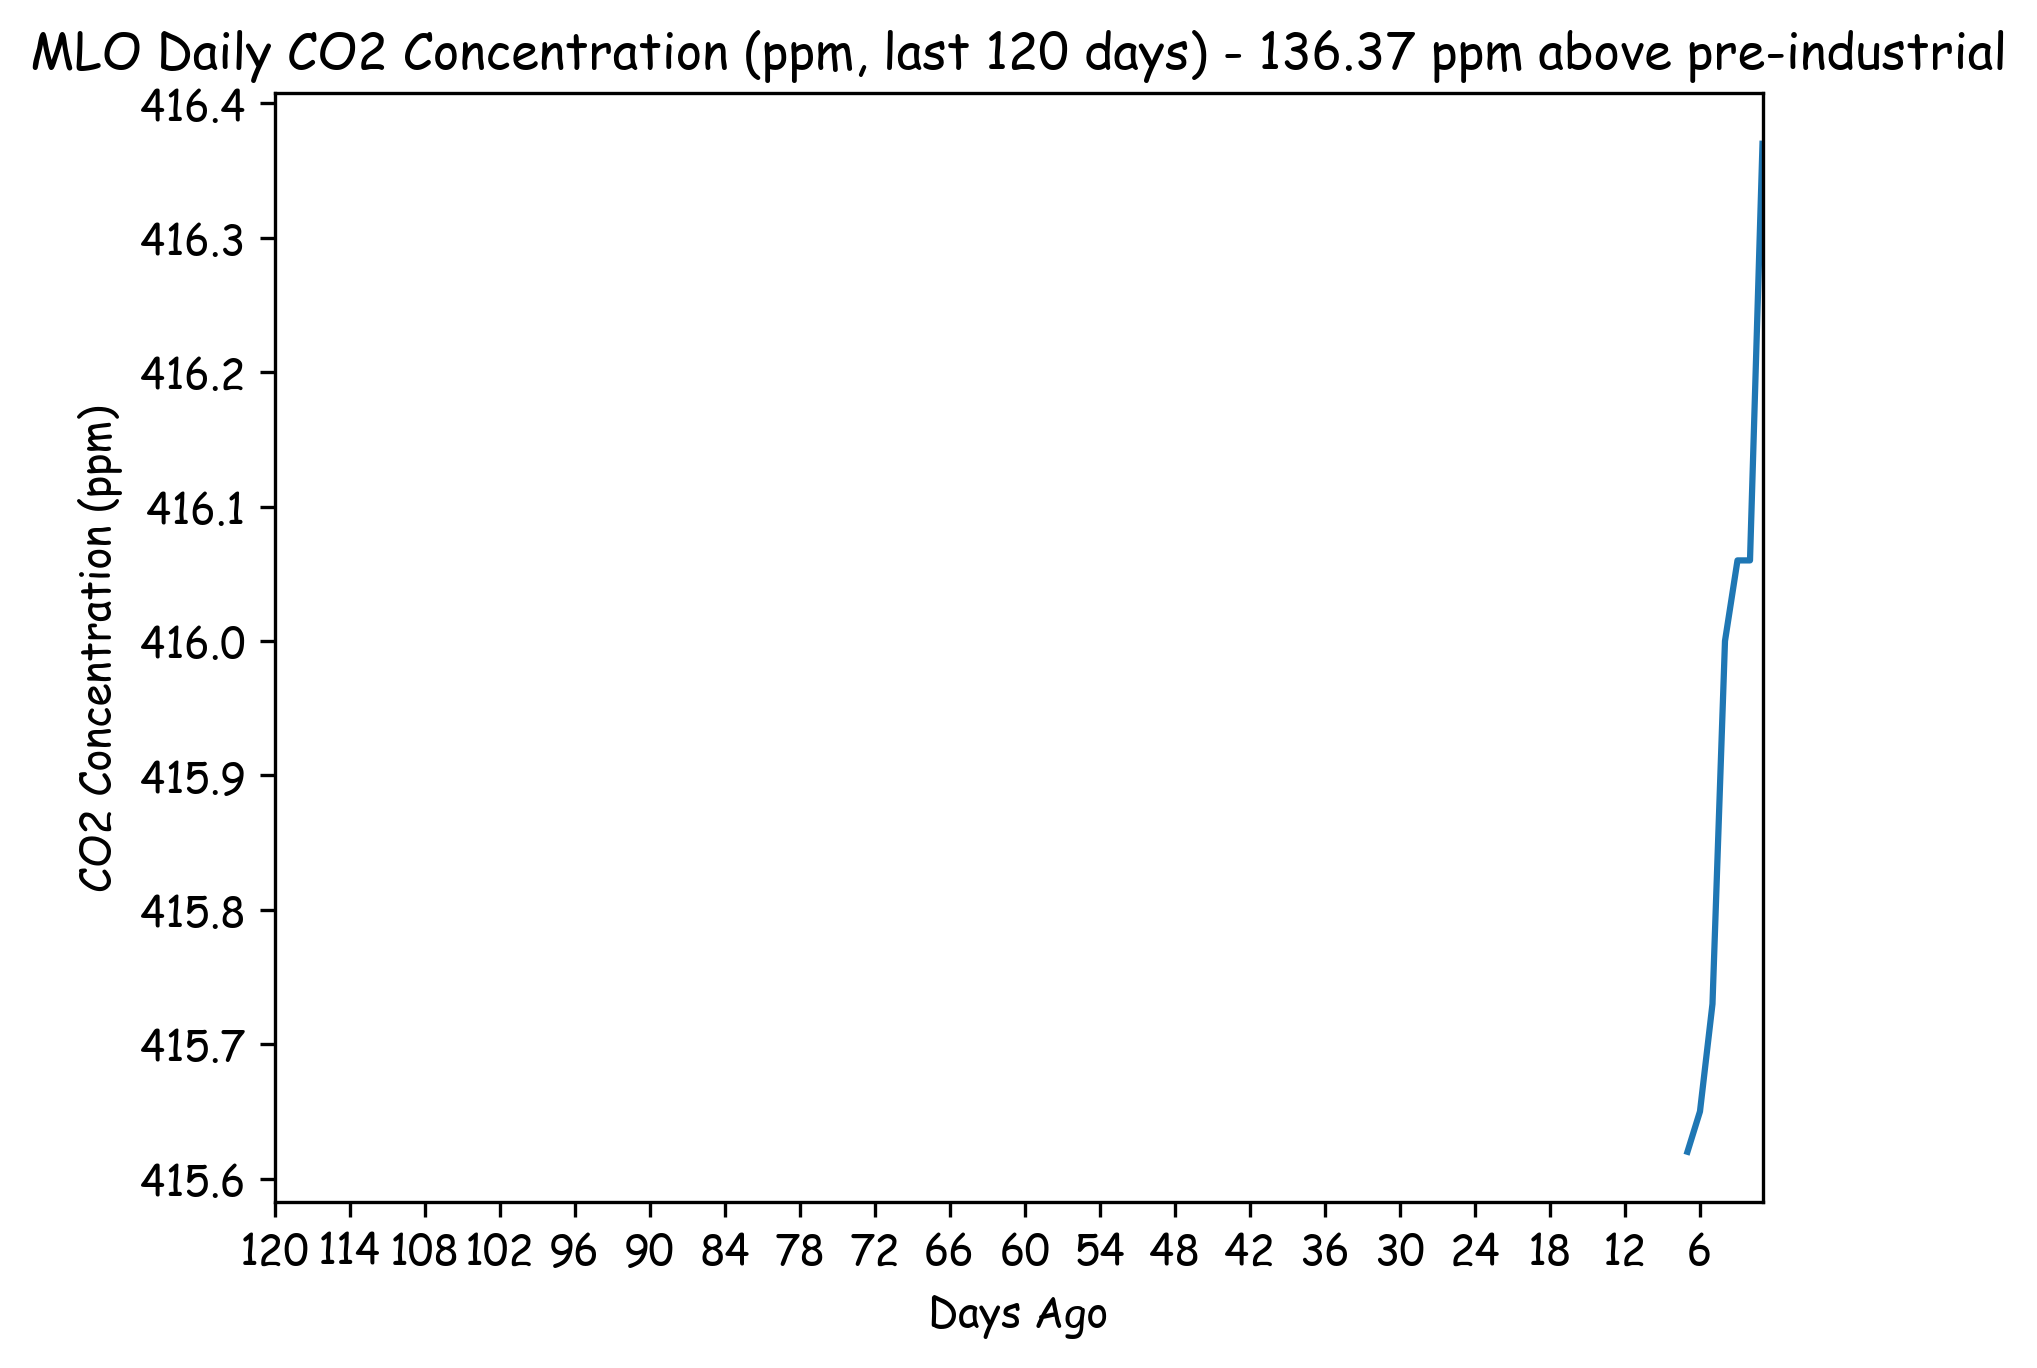 MLO Daily CO2 Concentration (ppm, last 120 days) - 136.37 ppm above pre-industrial
416.4
416.3
416.2
416.1
416.0
415.9
415.8
415.7
415.6
CO2 Concentration (ppm)
120 114 108 102 96 90 84 78 72 66 60 54 48 42 36 30 24 18 12 6
Days Ago